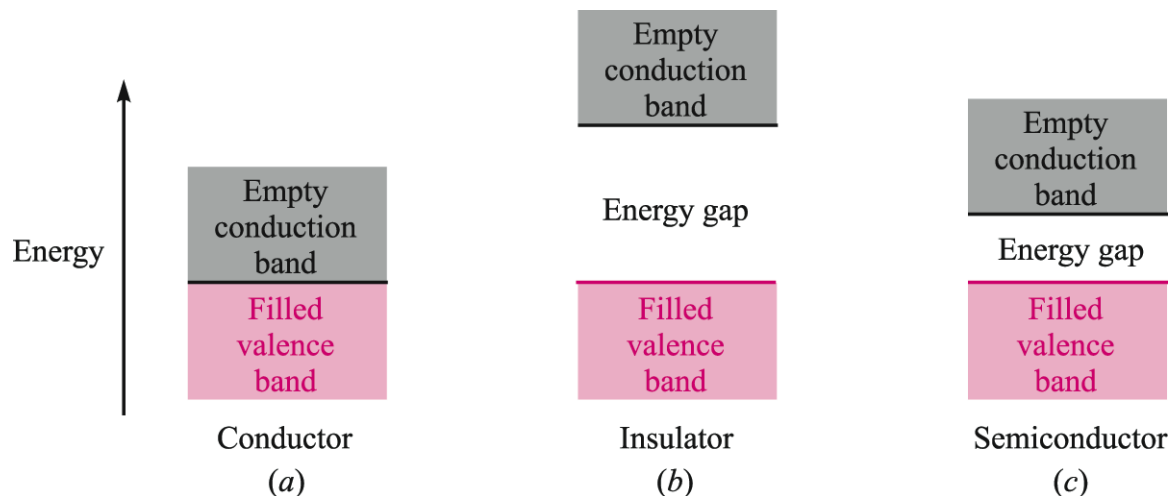 Energy
Empty
conduction
band
Filled
valence
band
Conductor
(a)
Empty
conduction
band
Energy gap
Filled
valence
band
Insulator
(b)
Empty
conduction
band
Energy gap
Filled
valence
band
Semiconductor
(c)